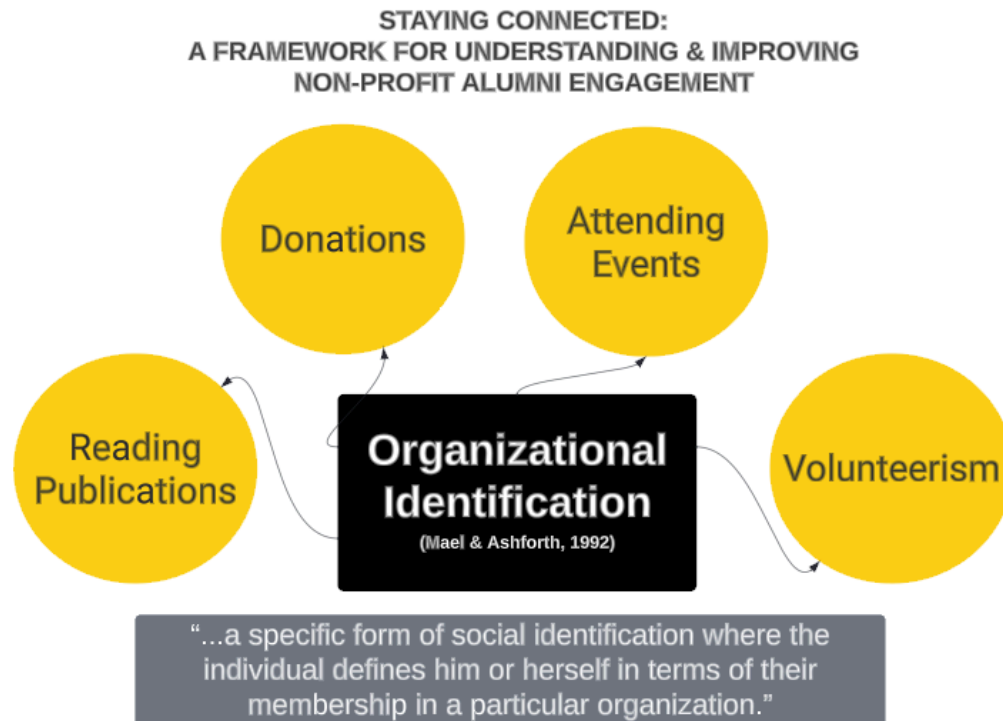 STAYING CONNECTED:
A FRAMEWORK FOR UNDERSTANDING & IMPROVING
NON-PROFIT ALUMNI ENGAGEMENT
Donations
Attending
Events
Reading
Publications
Organizational
Identification
(Mael & Ashforth, 1992)
Volunteerism
“...a specific form of social identification where the
individual defines him or herself in terms of their
membership in a particular organization.”